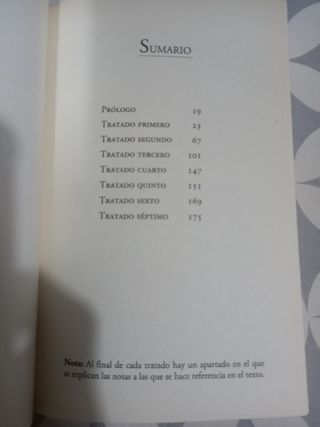 SUMARIO
PRÓLOGO 19
TRATADO PRIMERO 23
TRATADO SEGUNDO 67
TRATADO TERCERO 101
TRATADO CUARTO 147
TRATADO QUINTO 151
TRATADO SEXTO 169
TRATADO SÉPTIMO 175
Nota: Al final de cada tratado hay un apartado en el que
se explican las notas a las que se hace referencia en el texto.